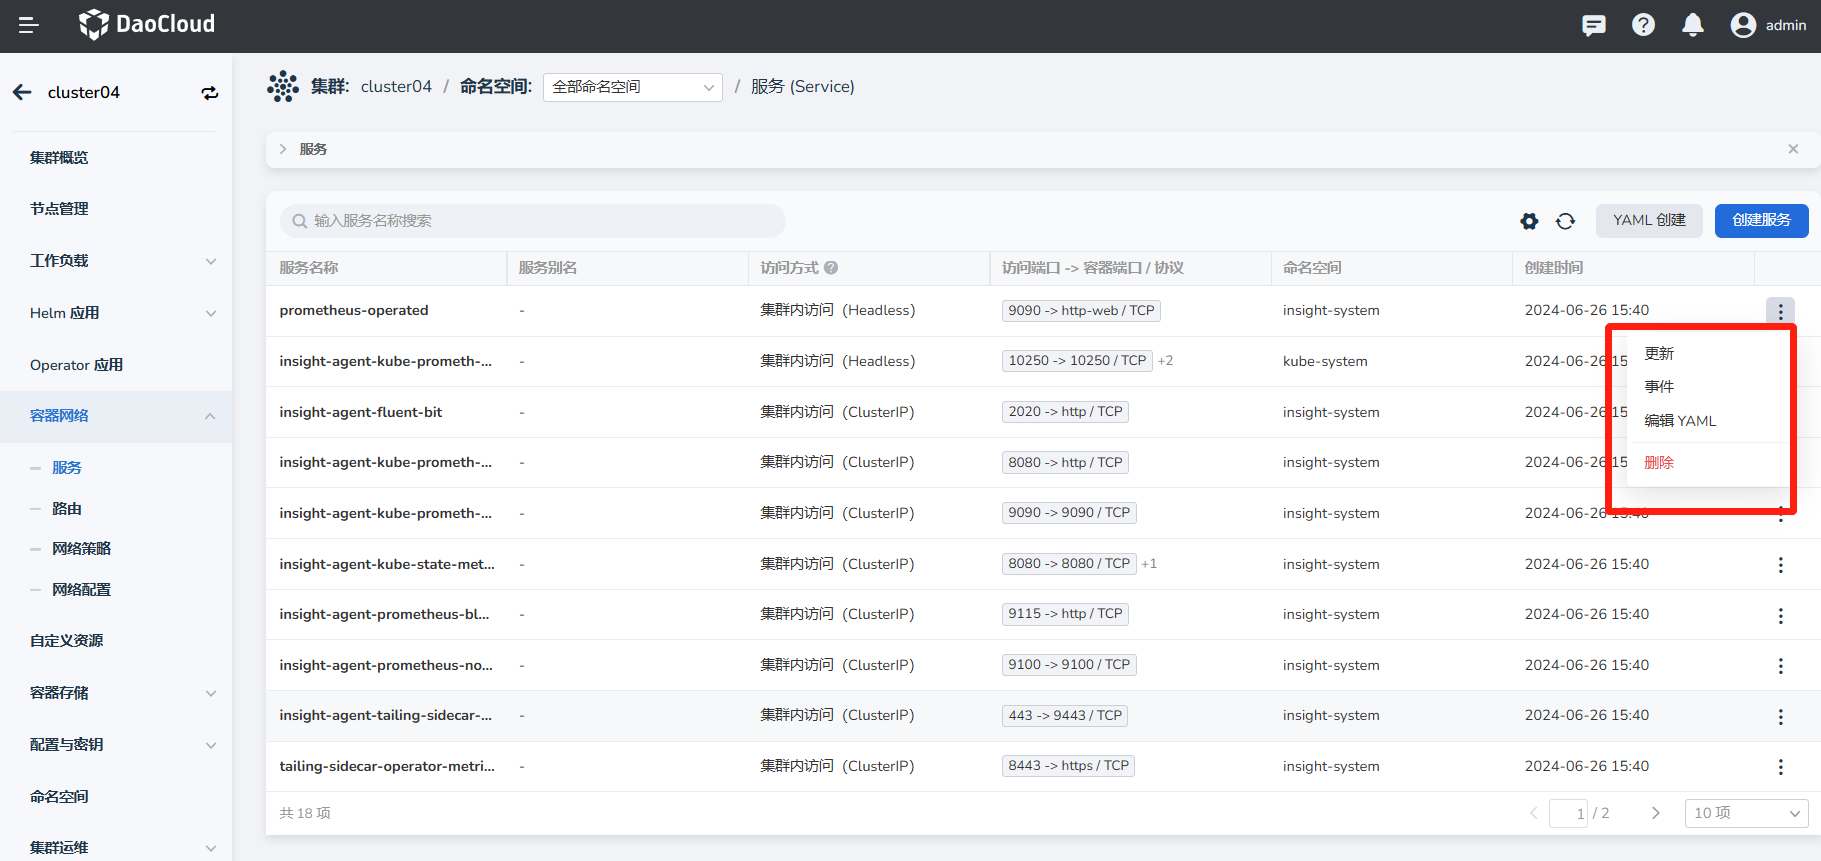 DaoCloud
admin
cluster04
集群: cluster04 / 命名空间: 全部命名空间 / 服务 (Service)
集群概览
节点管理
工作负载
Helm 应用
Operator 应用
容器网络
服务
路由
网络策略
网络配置
自定义资源
容器存储
配置与密钥
命名空间
集群运维
服务
输入服务名称搜索
YAML 创建
创建服务
服务名称 服务别名 访问方式 访问端口 -> 容器端口 / 协议 命名空间 创建时间
prometheus-operated - 集群内访问 (Headless) 9090 -> http-web / TCP insight-system 2024-06-26 15:40
insight-agent-kube-prometh-... - 集群内访问 (Headless) 10250 -> 10250 / TCP +2 kube-system 2024-06-26 15
insight-agent-fluent-bit - 集群内访问 (ClusterIP) 2020 -> http / TCP insight-system 2024-06-26 15
insight-agent-kube-prometh-... - 集群内访问 (ClusterIP) 8080 -> http / TCP insight-system 2024-06-26 15
insight-agent-kube-prometh-... - 集群内访问 (ClusterIP) 9090 -> 9090 / TCP insight-system 2024-06-26 15:40
insight-agent-kube-state-met... - 集群内访问 (ClusterIP) 8080 -> 8080 / TCP +1 insight-system 2024-06-26 15:40
insight-agent-prometheus-bl... - 集群内访问 (ClusterIP) 9115 -> http / TCP insight-system 2024-06-26 15:40
insight-agent-prometheus-no... - 集群内访问 (ClusterIP) 9100 -> 9100 / TCP insight-system 2024-06-26 15:40
insight-agent-tailing-sidecar-... - 集群内访问 (ClusterIP) 443 -> 9443 / TCP insight-system 2024-06-26 15:40
tailing-sidecar-operator-metri... - 集群内访问 (ClusterIP) 8443 -> https / TCP insight-system 2024-06-26 15:40
更新
事件
编辑 YAML
删除
共 18 项
1 / 2
10 项